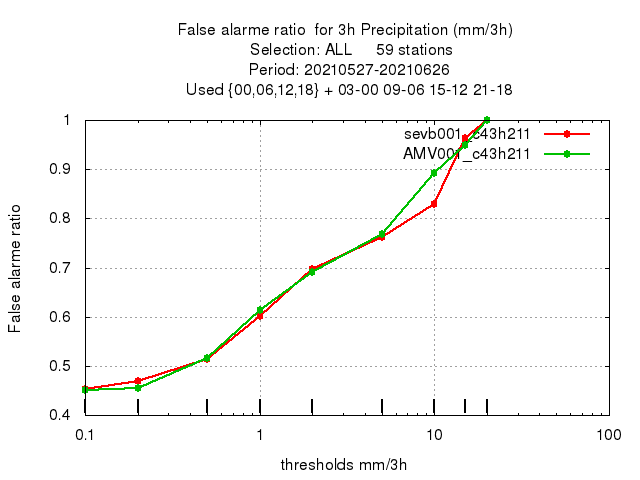 False alarme ratio  for 3h Precipitation (mm/3h)
Selection: ALL     59 stations
Period: 20210527-20210626
Used {00,06,12,18} + 03-00 09-06 15-12 21-18
sevb001_c43h211
AMV001_c43h211
False alarme ratio
1
0.9
0.8
0.7
0.6
0.5
0.4
0.1
1
10
100
thresholds mm/3h